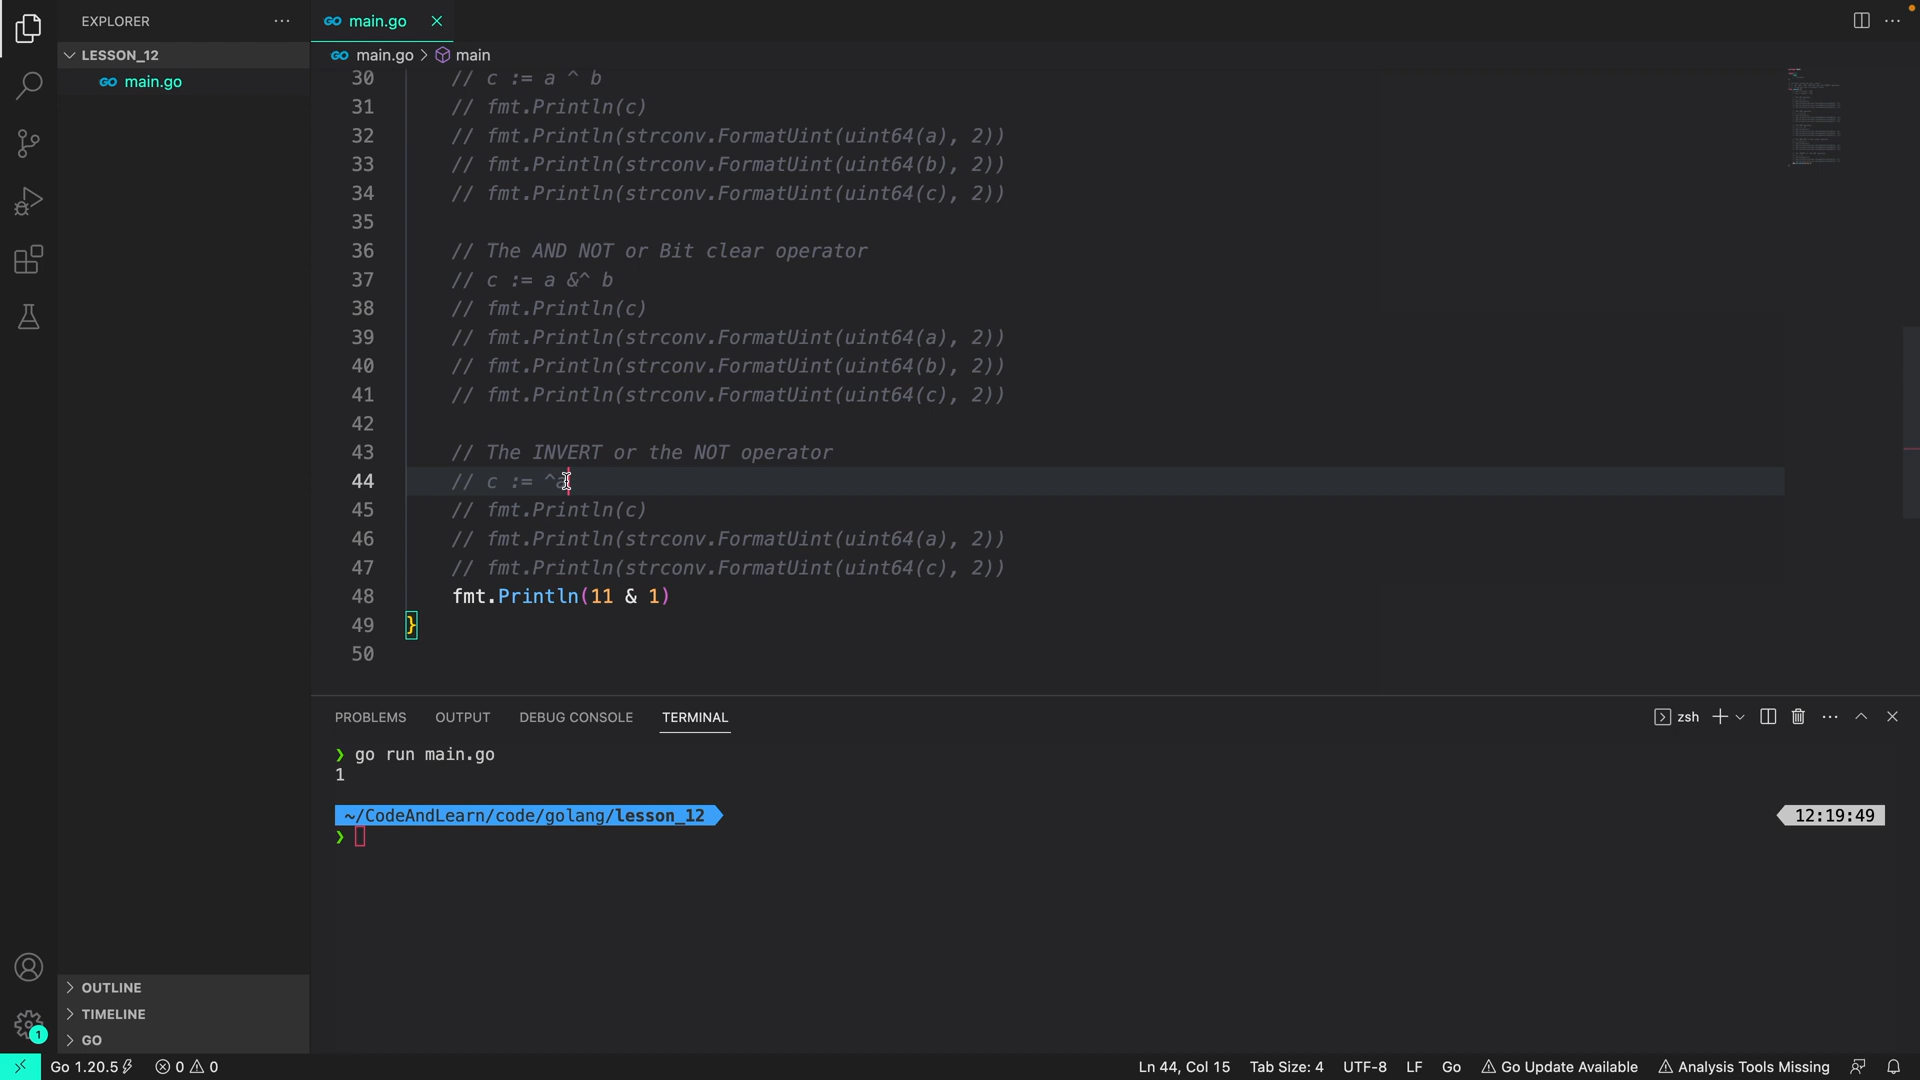 EXPLORER
LESSON_12
GO main.go
GO main.go
GO main.go > main
30 // c := a ^ b
31 // fmt.Println(c)
32 // fmt.Println(strconv.FormatUint(uint64(a), 2))
33 // fmt.Println(strconv.FormatUint(uint64(b), 2))
34 // fmt.Println(strconv.FormatUint(uint64(c), 2))
35
36 // The AND NOT or Bit clear operator
37 // c := a &^ b
38 // fmt.Println(c)
39 // fmt.Println(strconv.FormatUint(uint64(a), 2))
40 // fmt.Println(strconv.FormatUint(uint64(b), 2))
41 // fmt.Println(strconv.FormatUint(uint64(c), 2))
42
43 // The INVERT or the NOT operator
44 // c := ^a
45 // fmt.Println(c)
46 // fmt.Println(strconv.FormatUint(uint64(a), 2))
47 // fmt.Println(strconv.FormatUint(uint64(c), 2))
48 fmt.Println(11 & 1)
49 }
50
PROBLEMS OUTPUT DEBUG CONSOLE TERMINAL zsh
❯ go run main.go
1
~/CodeAndLearn/code/golang/lesson_12 12:19:49
❯
OUTLINE
TIMELINE
GO
1
Go 1.20.5 0 0 Ln 44, Col 15 Tab Size: 4 UTF-8 LF Go Go Update Available Analysis Tools Missing